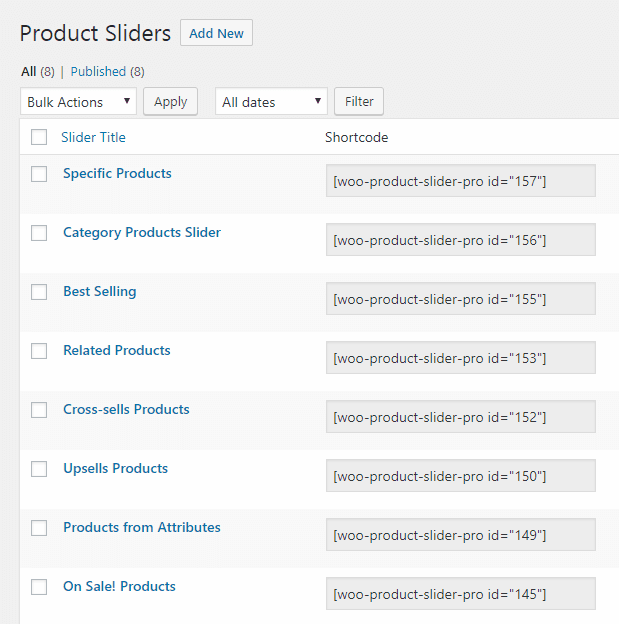 Product Sliders Add New
All (8) | Published (8)
Bulk Actions Apply All dates Filter
Slider Title Shortcode
Specific Products [woo-product-slider-pro id="157"]
Category Products Slider [woo-product-slider-pro id="156"]
Best Selling [woo-product-slider-pro id="155"]
Related Products [woo-product-slider-pro id="153"]
Cross-sells Products [woo-product-slider-pro id="152"]
Upsells Products [woo-product-slider-pro id="150"]
Products from Attributes [woo-product-slider-pro id="149"]
On Sale! Products [woo-product-slider-pro id="145"]